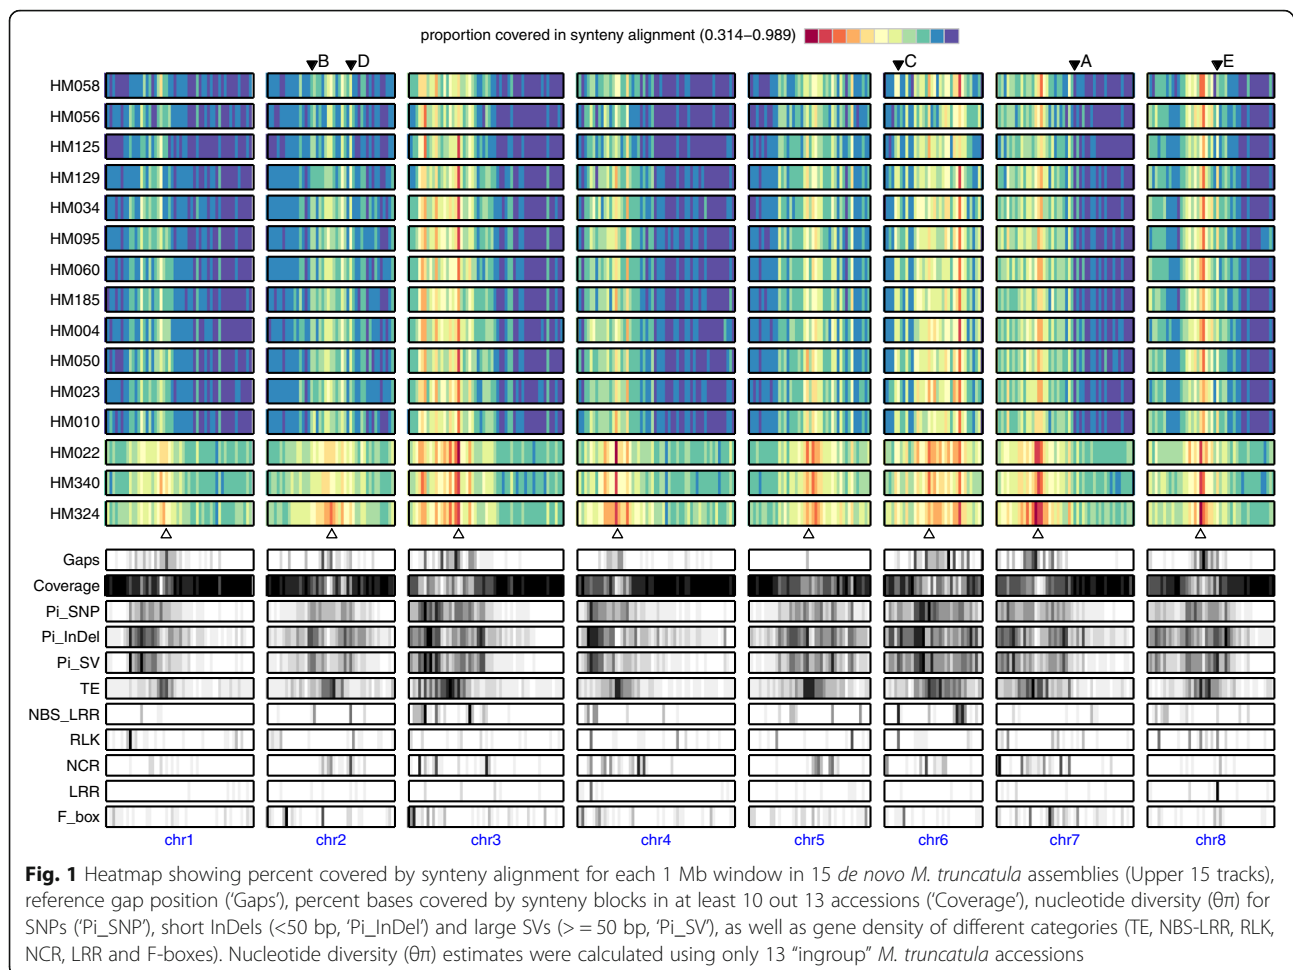 proportion covered in synteny alignment (0.314–0.989)
B D C A E
HM058
HM056
HM125
HM129
HM034
HM095
HM060
HM185
HM004
HM050
HM023
HM010
HM022
HM340
HM324
Gaps
Coverage
Pi_SNP
Pi_InDel
Pi_SV
TE
NBS_LRR
RLK
NCR
LRR
F_box
chr1 chr2 chr3 chr4 chr5 chr6 chr7 chr8
Fig. 1 Heatmap showing percent covered by synteny alignment for each 1 Mb window in 15 de novo M. truncatula assemblies (Upper 15 tracks),
reference gap position (‘Gaps’), percent bases covered by synteny blocks in at least 10 out 13 accessions (‘Coverage’), nucleotide diversity (θπ) for
SNPs (‘Pi_SNP’), short InDels (<50 bp, ‘Pi_InDel’) and large SVs (> = 50 bp, ‘Pi_SV’), as well as gene density of different categories (TE, NBS-LRR, RLK,
NCR, LRR and F-boxes). Nucleotide diversity (θπ) estimates were calculated using only 13 “ingroup” M. truncatula accessions